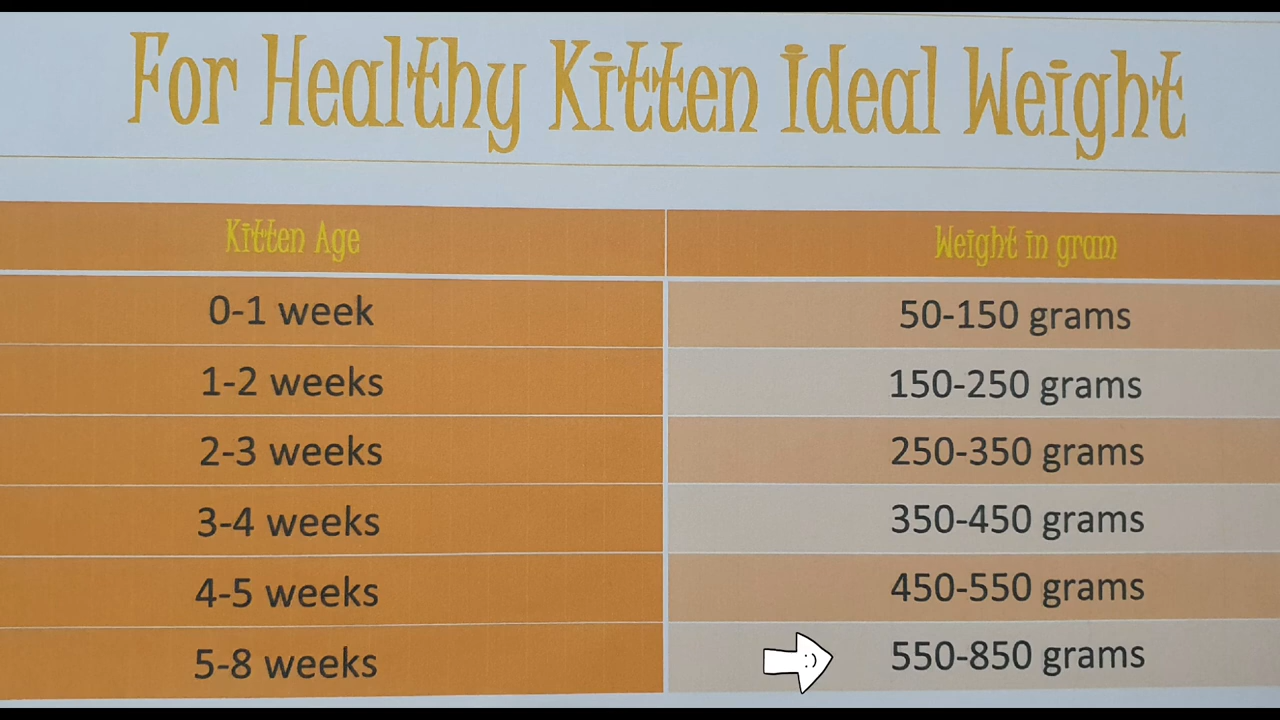 For Healthy Kitten Ideal Weight
Kitten Age Weight in gram
0-1 week 50-150 grams
1-2 weeks 150-250 grams
2-3 weeks 250-350 grams
3-4 weeks 350-450 grams
4-5 weeks 450-550 grams
5-8 weeks :) 550-850 grams